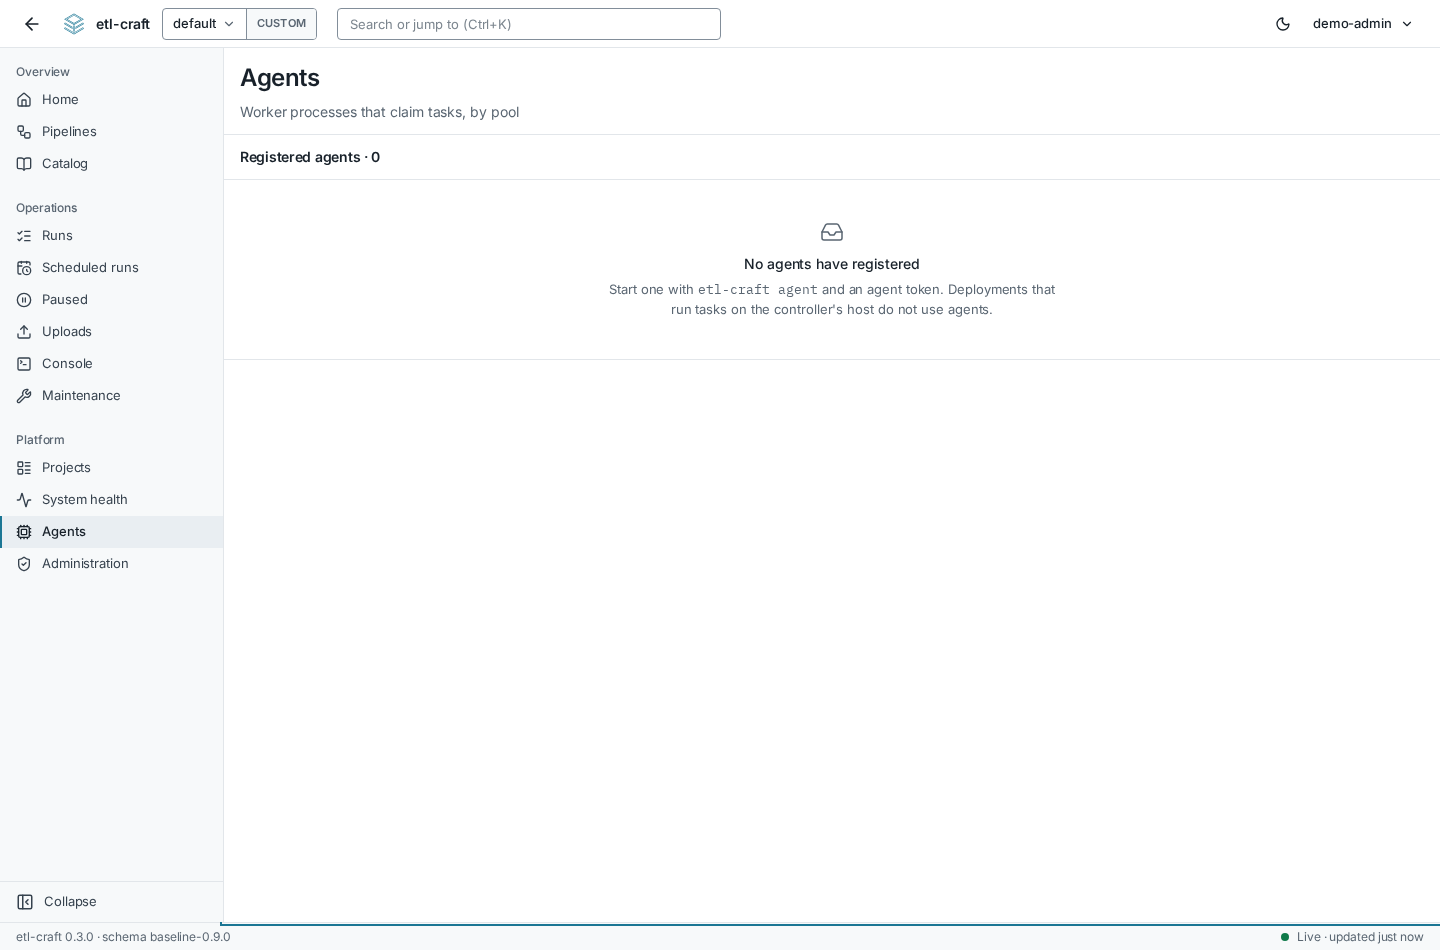 etl-craft
default
CUSTOM
Search or jump to (Ctrl+K)
demo-admin
Overview
Home
Pipelines
Catalog
Operations
Runs
Scheduled runs
Paused
Uploads
Console
Maintenance
Platform
Projects
System health
Agents
Administration
Collapse
Agents
Worker processes that claim tasks, by pool
Registered agents · 0
No agents have registered
Start one with etl-craft agent and an agent token. Deployments that
run tasks on the controller's host do not use agents.
etl-craft 0.3.0 · schema baseline-0.9.0
Live · updated just now